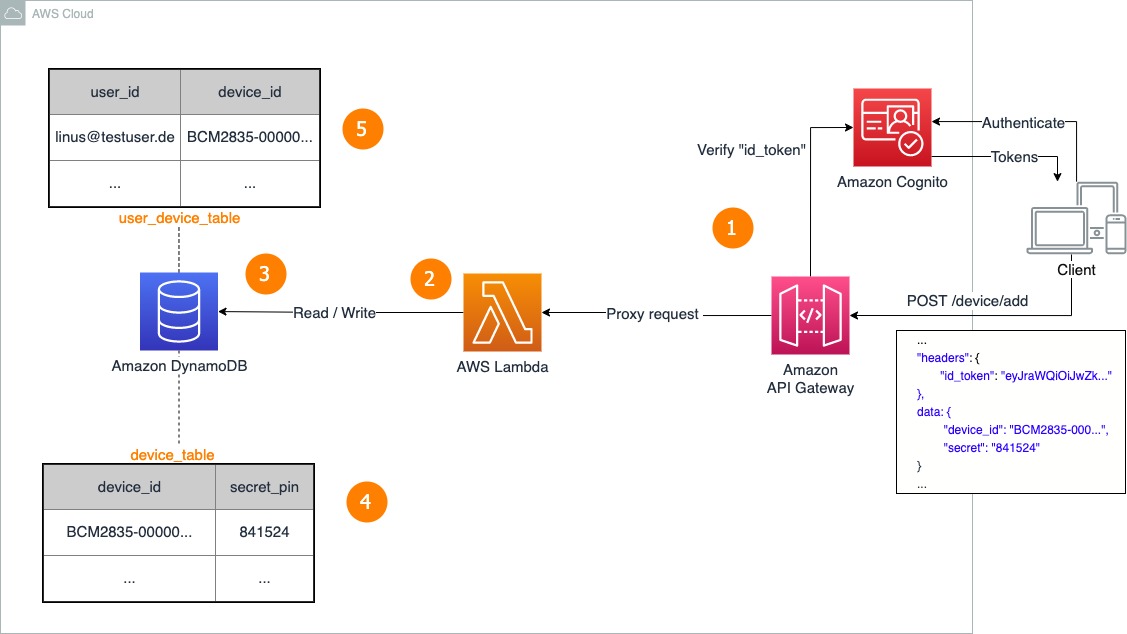 AWS Cloud
user_id device_id
linus@testuser.de BCM2835-00000...
... ...
user_device_table
5
Verify "id_token"
Amazon Cognito
Authenticate
Tokens
Client
1
3
2
Read / Write
Proxy request
POST /device/add
Amazon DynamoDB
AWS Lambda
Amazon
API Gateway
...
"headers": {
"id_token": "eyJraWQiOiJwZk..."
},
data: {
"device_id": "BCM2835-000...",
"secret": "841524"
}
...
device_table
device_id secret_pin
BCM2835-00000... 841524
... ...
4